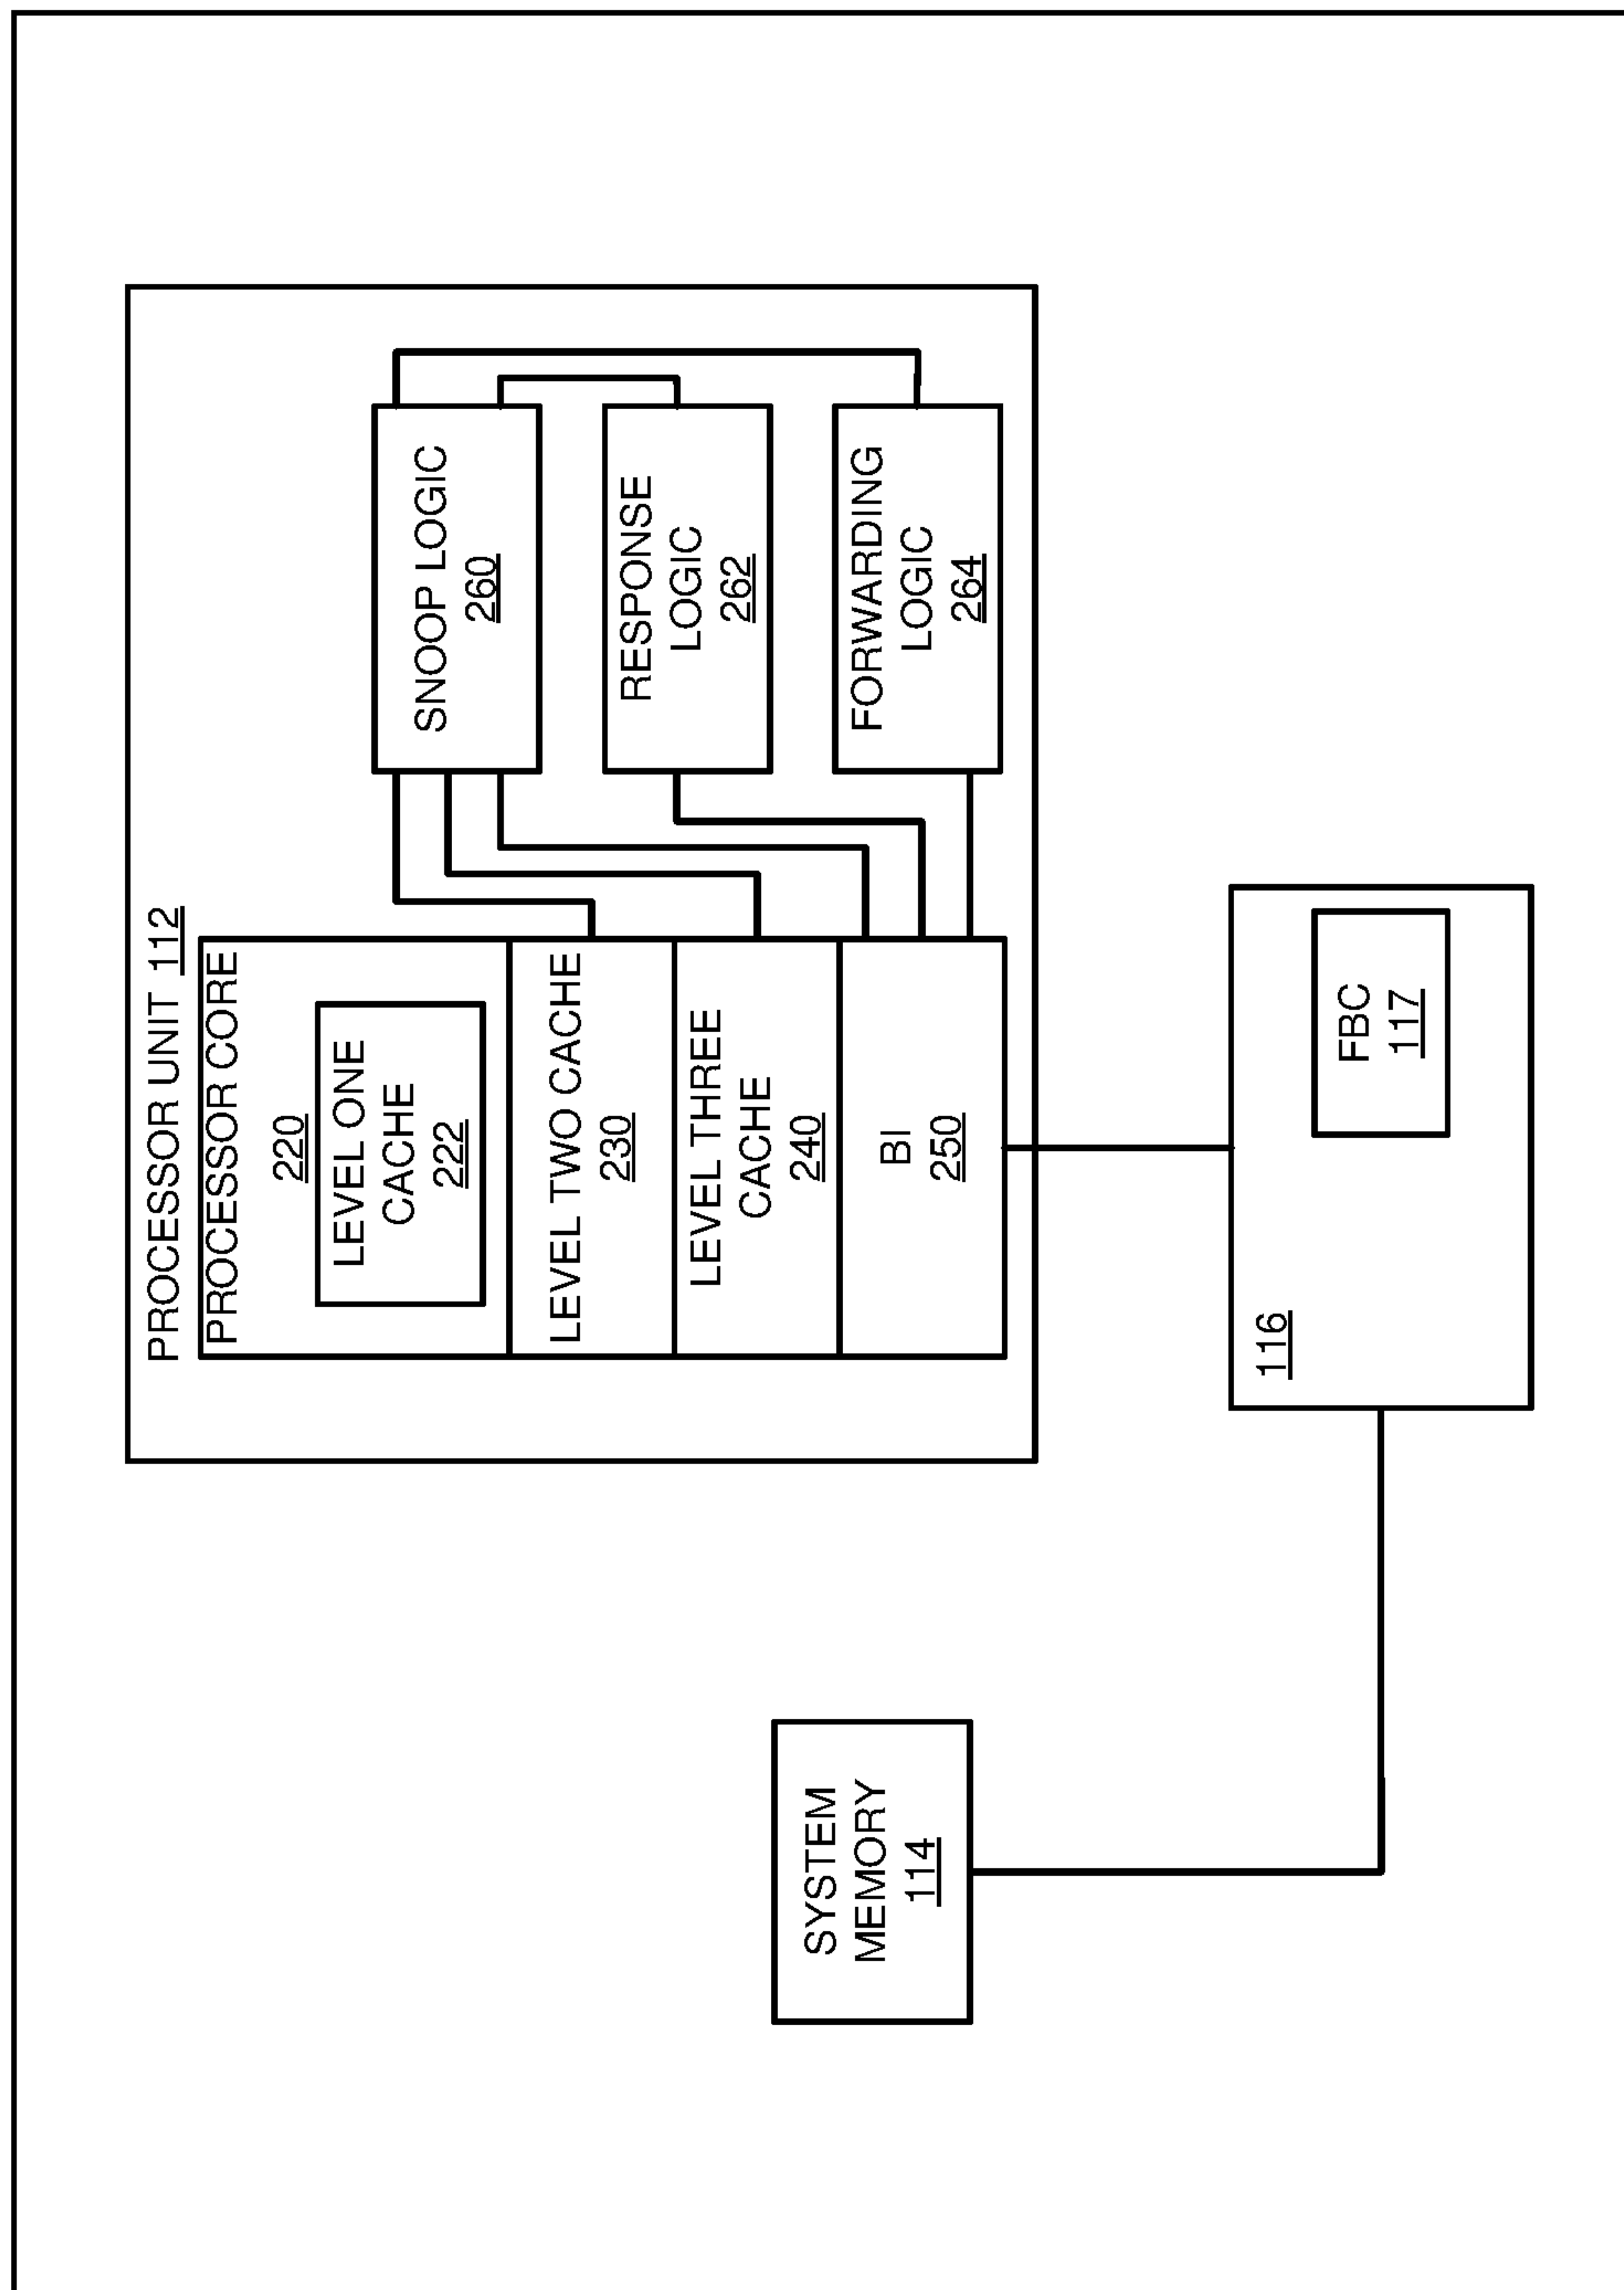 PROCESSOR UNIT 112
PROCESSOR CORE
220
LEVEL ONE
CACHE
222
LEVEL TWO CACHE
230
LEVEL THREE
CACHE
240
BI
250
SNOOP LOGIC
260
RESPONSE
LOGIC
262
FORWARDING
LOGIC
264
SYSTEM
MEMORY
114
116
FBC
117